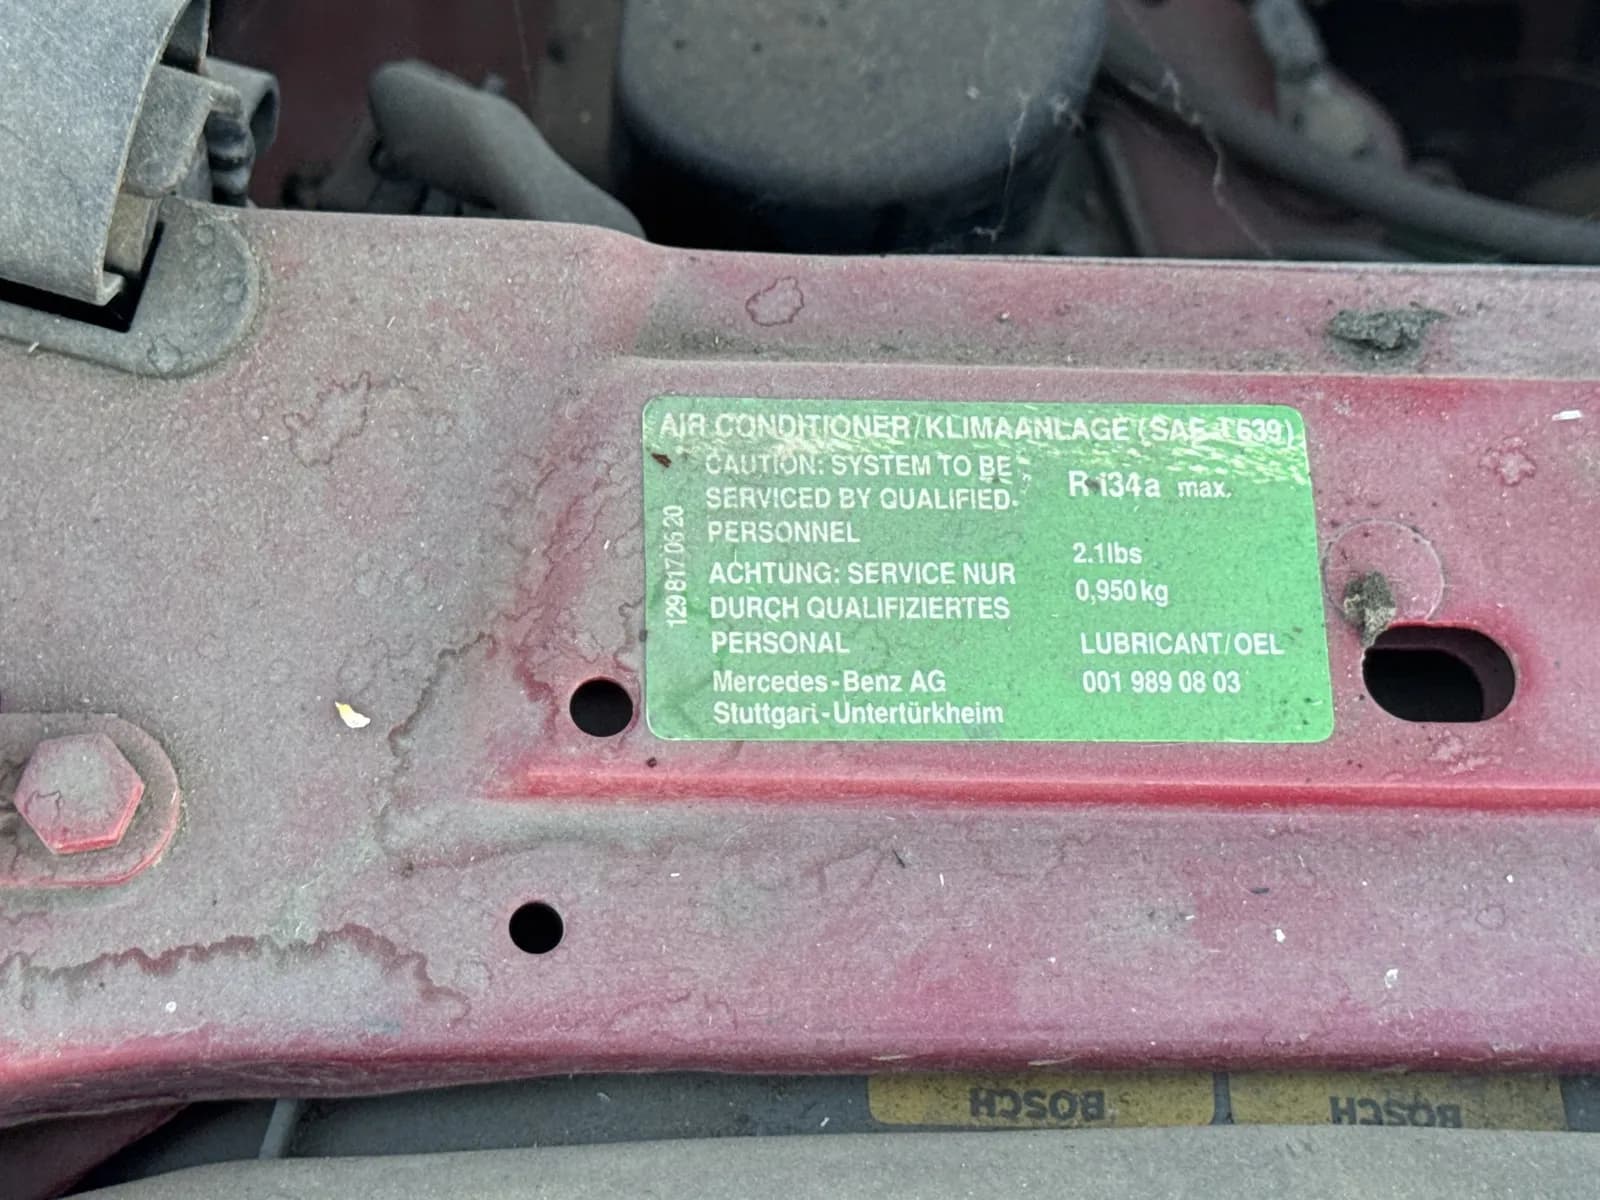 AIR CONDITIONER/KLIMAANLAGE (SAE J639)
CAUTION: SYSTEM TO BE
SERVICED BY QUALIFIED
PERSONNEL
ACHTUNG: SERVICE NUR
DURCH QUALIFIZIERTES
PERSONAL
Mercedes-Benz AG
Stuttgart-Untertürkheim
R 134a max.
2.1lbs
0,950kg
LUBRICANT/OEL
001 989 08 03
129 817 06 20
BOSCH
BOSCH